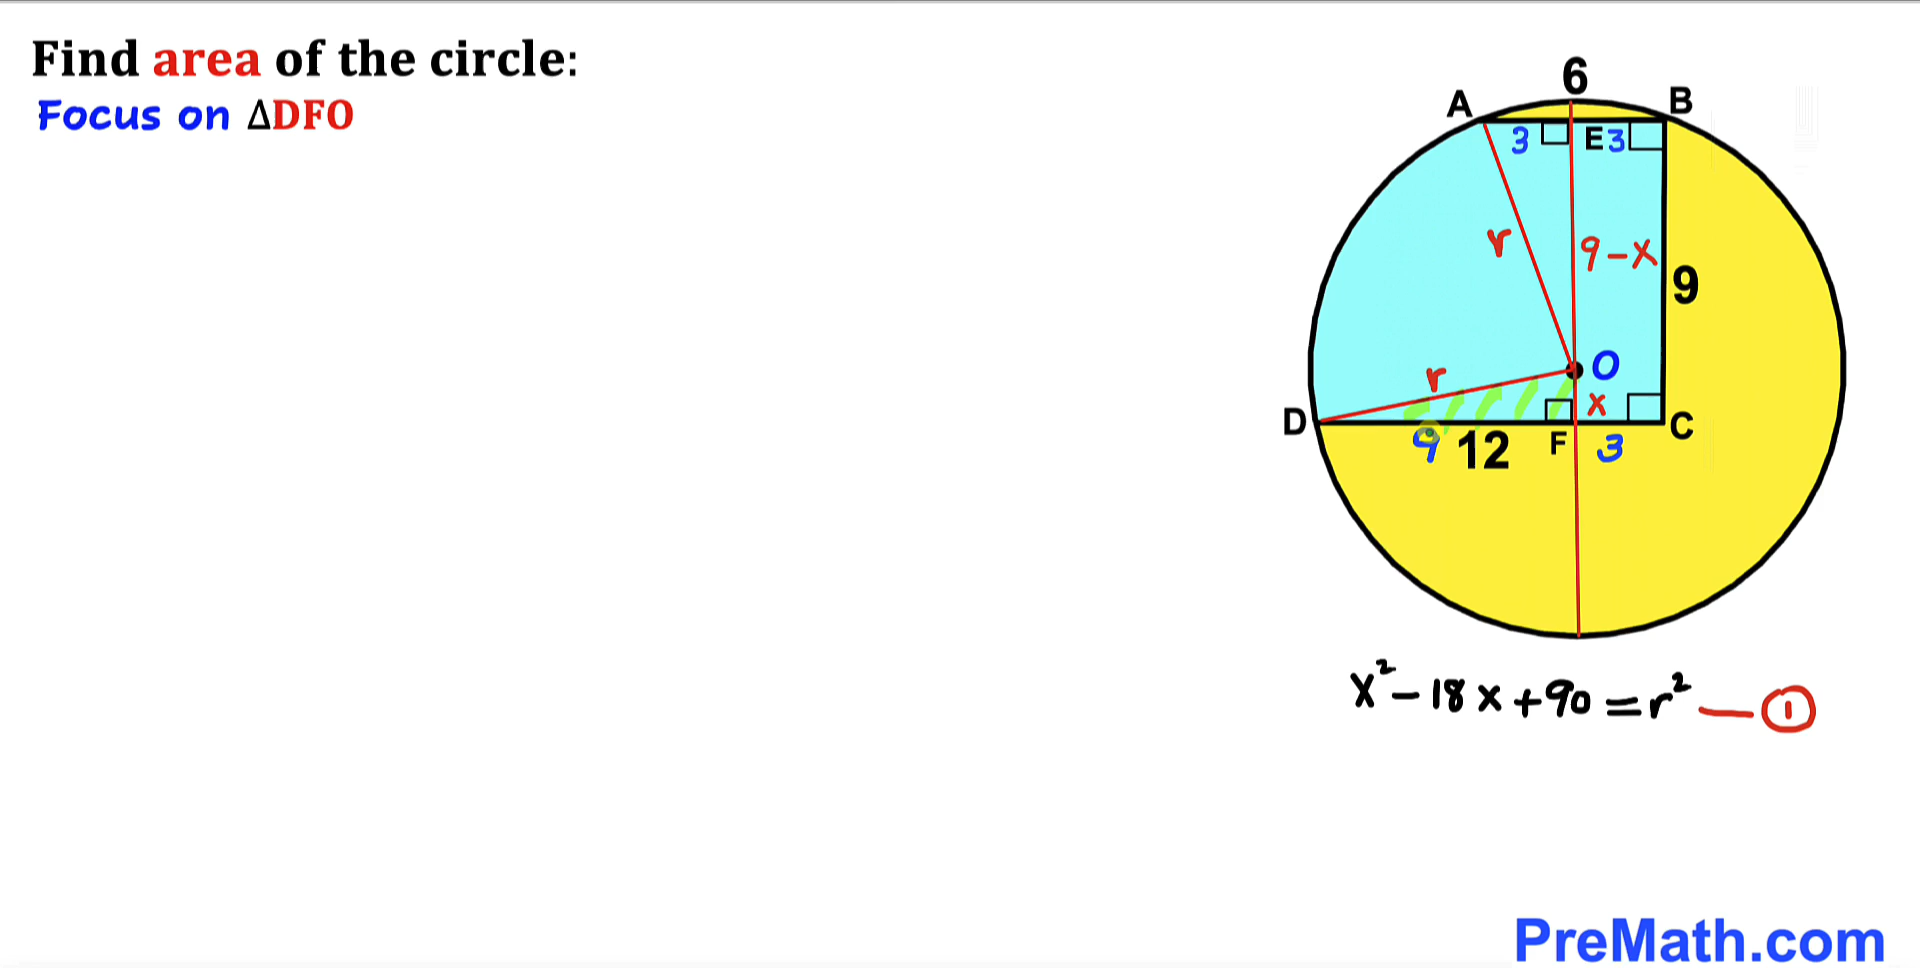 Find area of the circle:
Focus on ΔDFO
6
A
B
3
E 3
r
9-x
9
r
O
x
D
C
9 12 F 3
x²-18x+90=r² — ①
PreMath.com